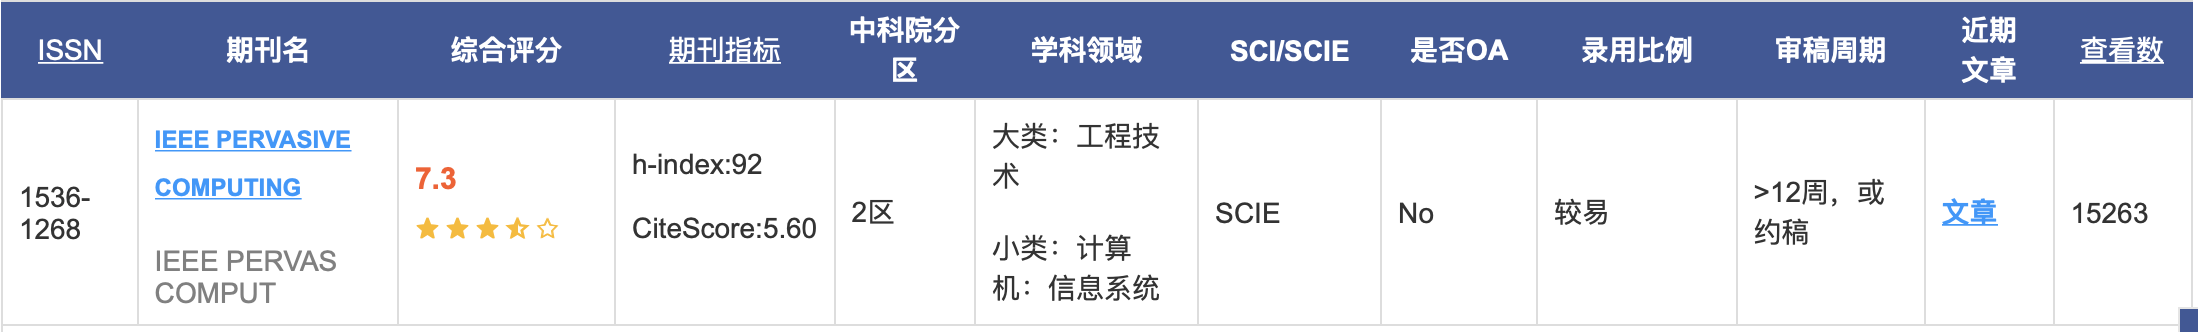 ISSN
期刊名
综合评分
期刊指标
中科院分
区
学科领域
SCI/SCIE
是否OA
录用比例
审稿周期
近期
文章
查看数
1536-
1268
IEEE PERVASIVE
COMPUTING
IEEE PERVAS
COMPUT
7.3
h-index:92
CiteScore:5.60
2区
大类：工程技
术
小类：计算
机：信息系统
SCIE
No
较易
>12周，或
约稿
文章
15263